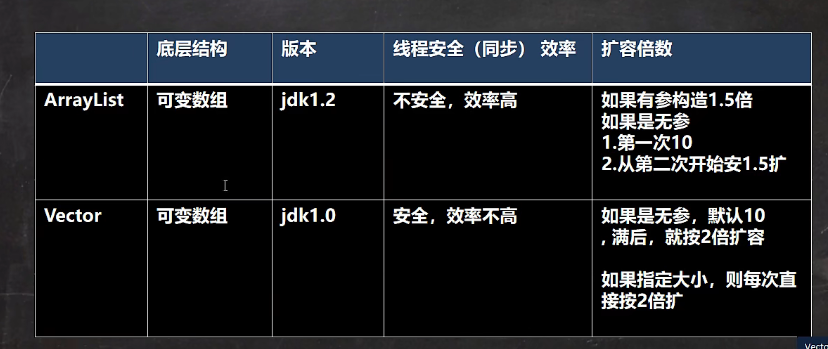 底层结构
版本
线程安全（同步） 效率
扩容倍数
ArrayList
可变数组
jdk1.2
不安全，效率高
如果有参构造1.5倍
如果是无参
1.第一次10
2.从第二次开始安1.5扩
Vector
可变数组
jdk1.0
安全，效率不高
如果是无参，默认10
, 满后，就按2倍扩容
如果指定大小，则每次直
接按2倍扩